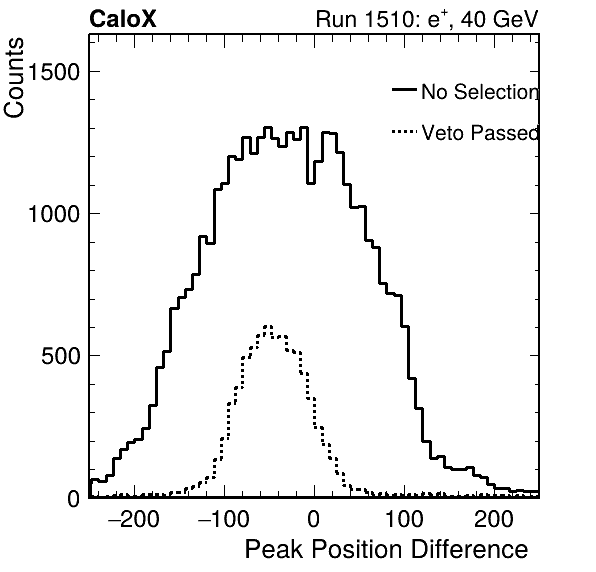 CaloX Run 1510: e⁺, 40 GeV
Counts
1500
1000
500
0
No Selection
Veto Passed
−200 −100 0 100 200
Peak Position Difference